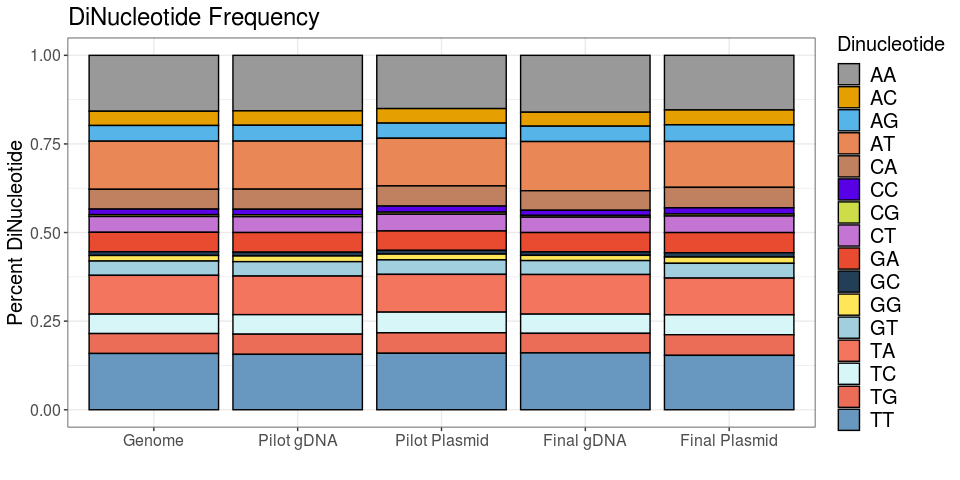 DiNucleotide Frequency
Percent DiNucleotide
1.00
0.75
0.50
0.25
0.00
Genome
Pilot gDNA
Pilot Plasmid
Final gDNA
Final Plasmid
Dinucleotide
AA
AC
AG
AT
CA
CC
CG
CT
GA
GC
GG
GT
TA
TC
TG
TT